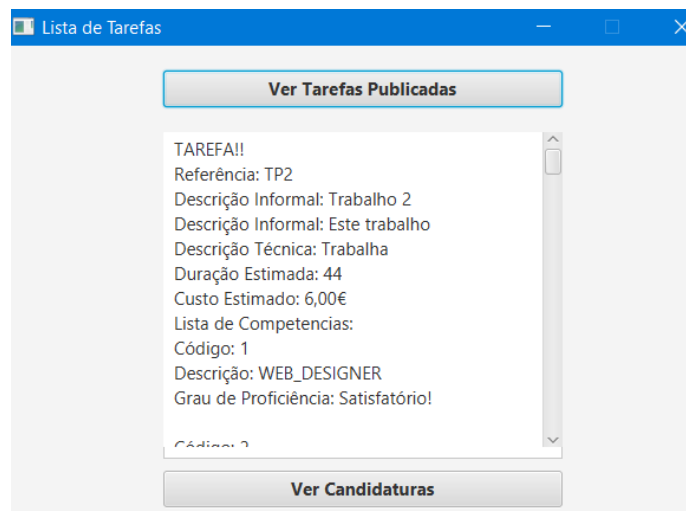 Lista de Tarefas
Ver Tarefas Publicadas
TAREFA!!
Referência: TP2
Descrição Informal: Trabalho 2
Descrição Informal: Este trabalho
Descrição Técnica: Trabalha
Duração Estimada: 44
Custo Estimado: 6,00€
Lista de Competencias:
Código: 1
Descrição: WEB_DESIGNER
Grau de Proficiência: Satisfatório!
Código: 2
Ver Candidaturas